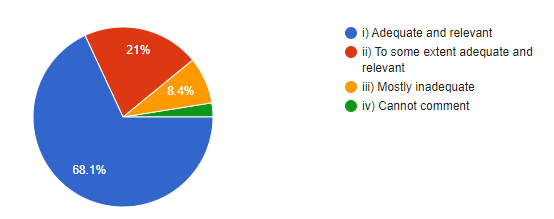 21%
8.4%
68.1%
i) Adequate and relevant
ii) To some extent adequate and
relevant
iii) Mostly inadequate
iv) Cannot comment